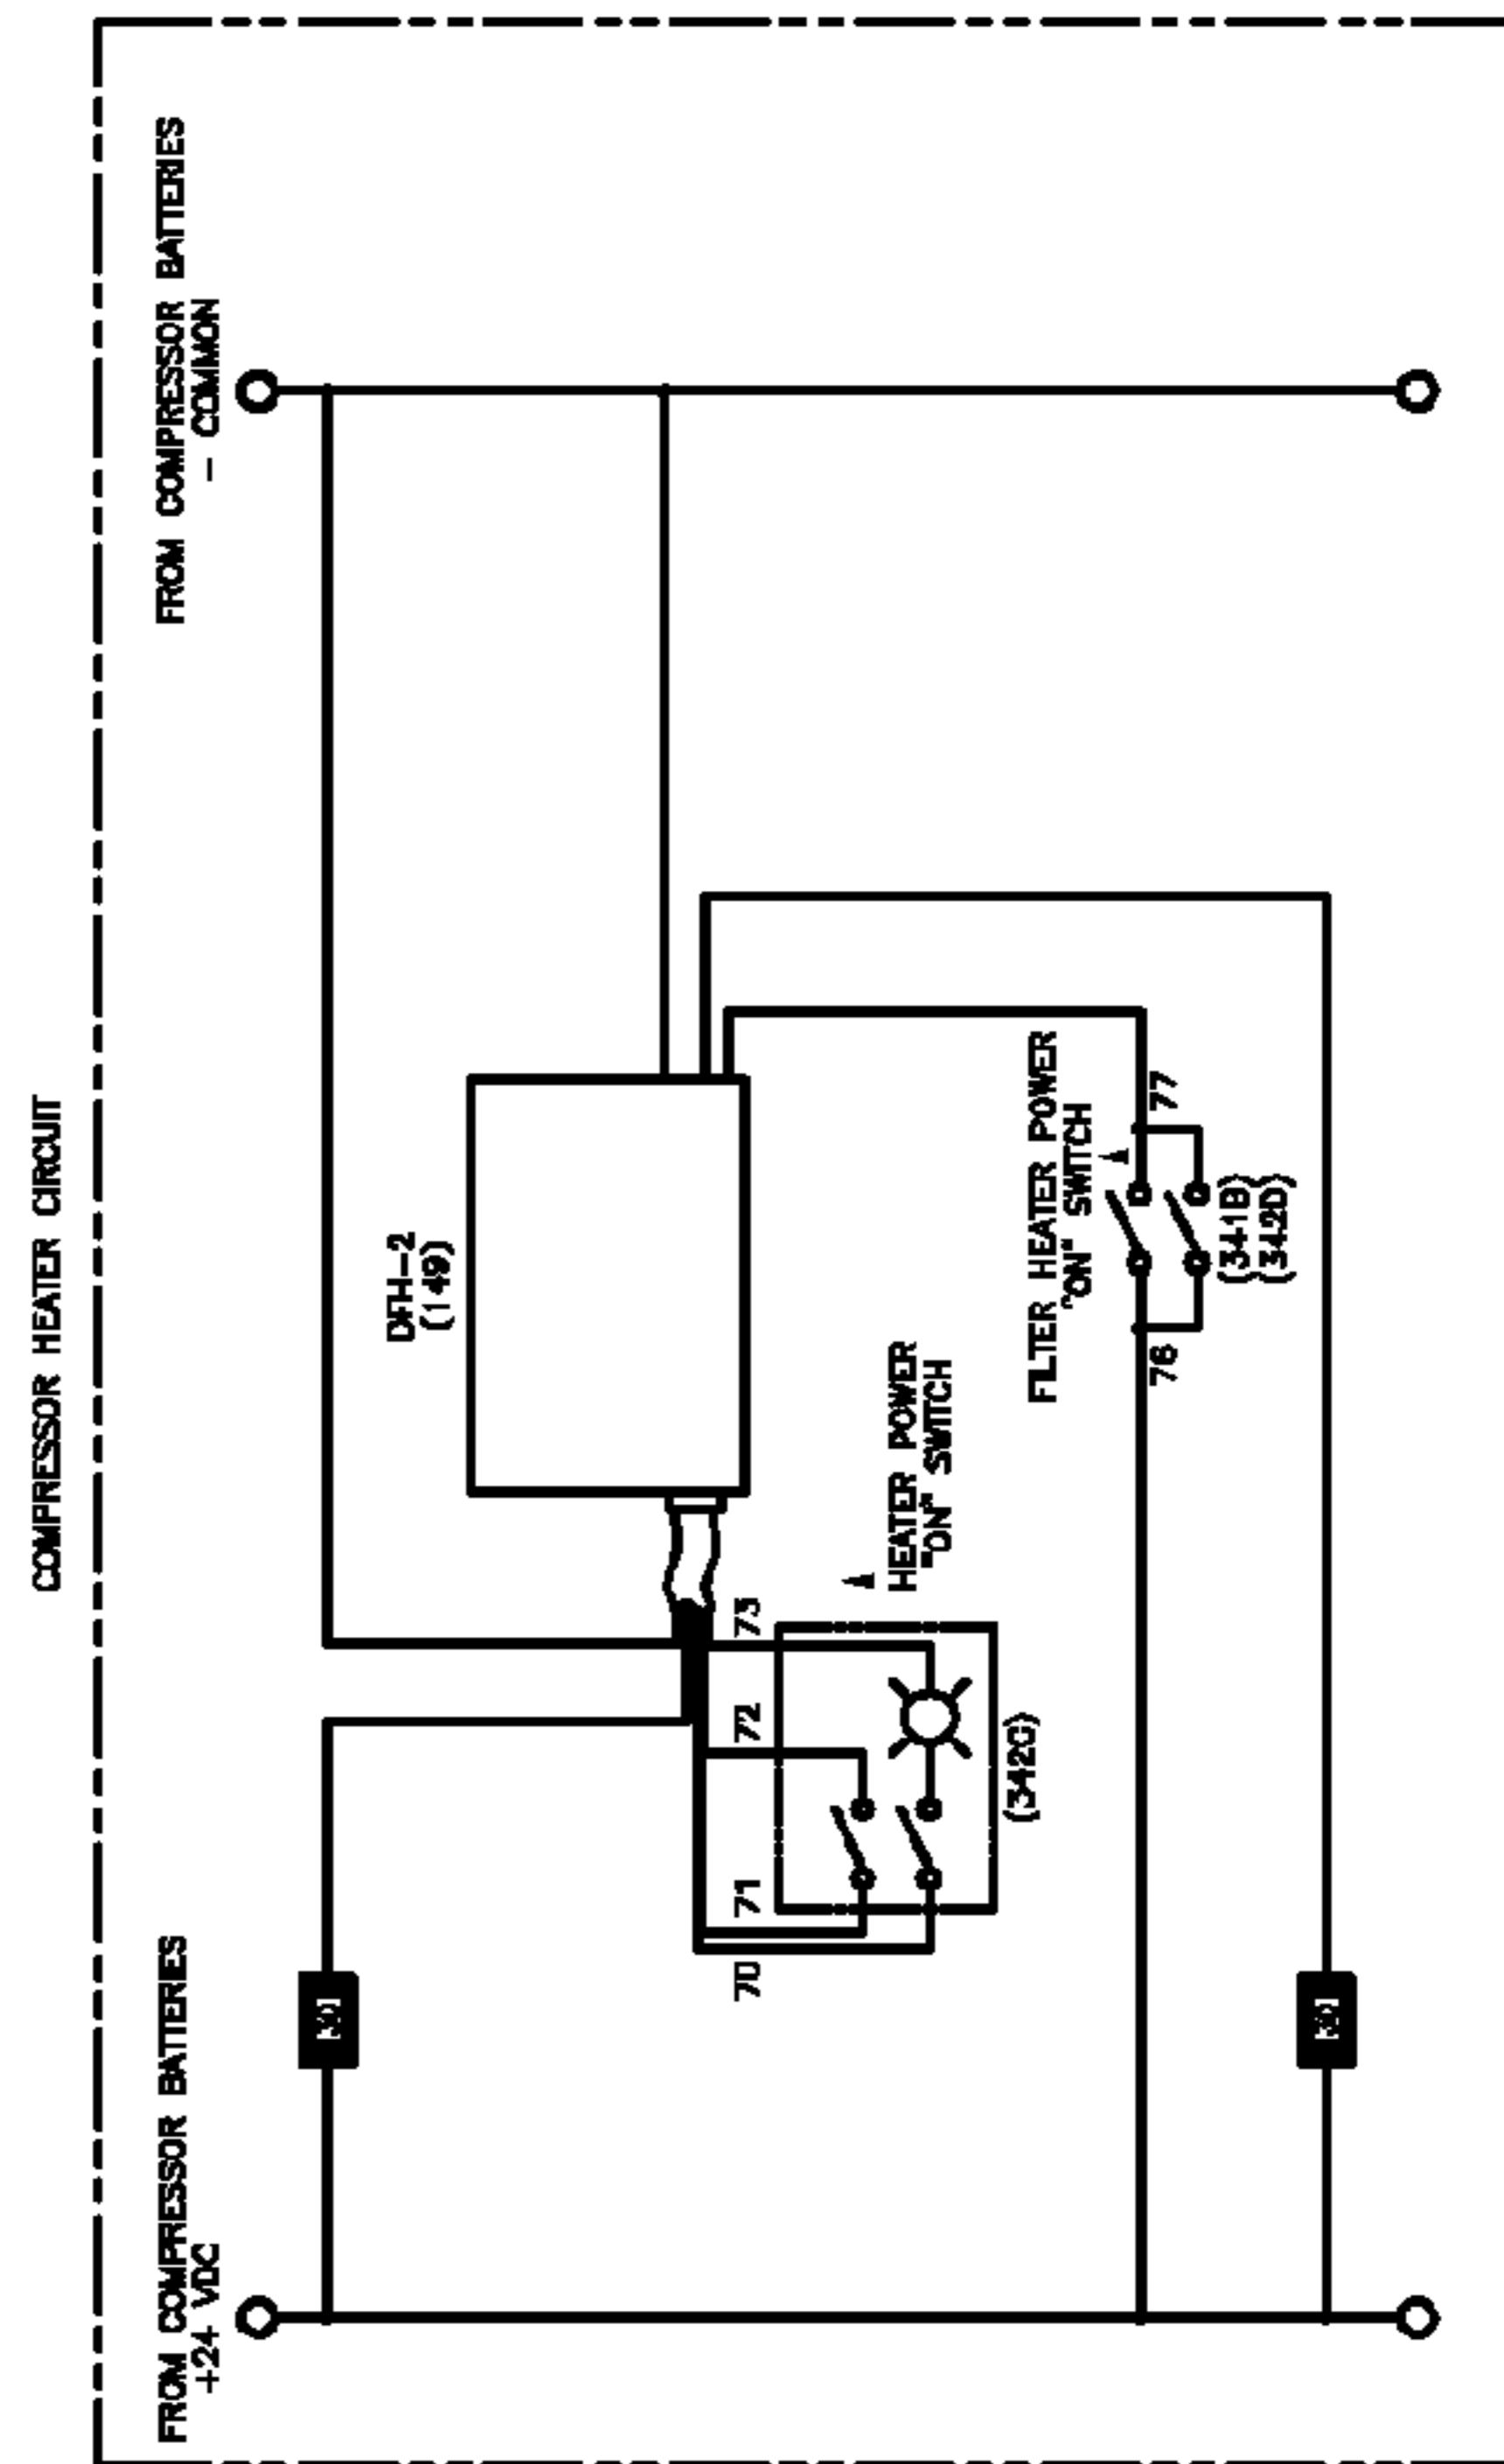 COMPRESSOR HEATER CIRCUIT
FROM COMPRESSOR BATTERIES
+24 VDC
FROM COMPRESSOR BATTERIES
- COMMON
DFH-2
(149)
HEATER POWER
"ON" SWITCH
70
71
72
73
(342C)
FILTER HEATER POWER
"ON" SWITCH
76
77
(341B)
(342D)